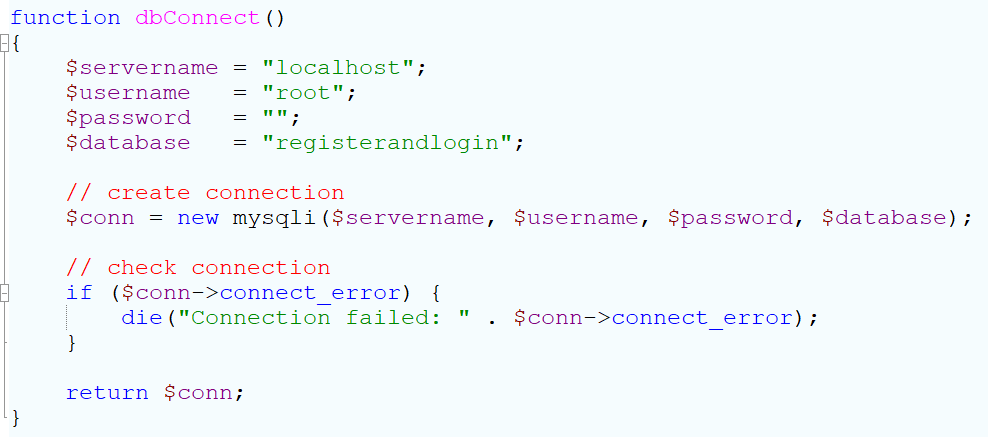 function dbConnect()
{
    $servername = "localhost";
    $username   = "root";
    $password   = "";
    $database   = "registerandlogin";

    // create connection
    $conn = new mysqli($servername, $username, $password, $database);

    // check connection
    if ($conn->connect_error) {
        die("Connection failed: " . $conn->connect_error);
    }

    return $conn;
}